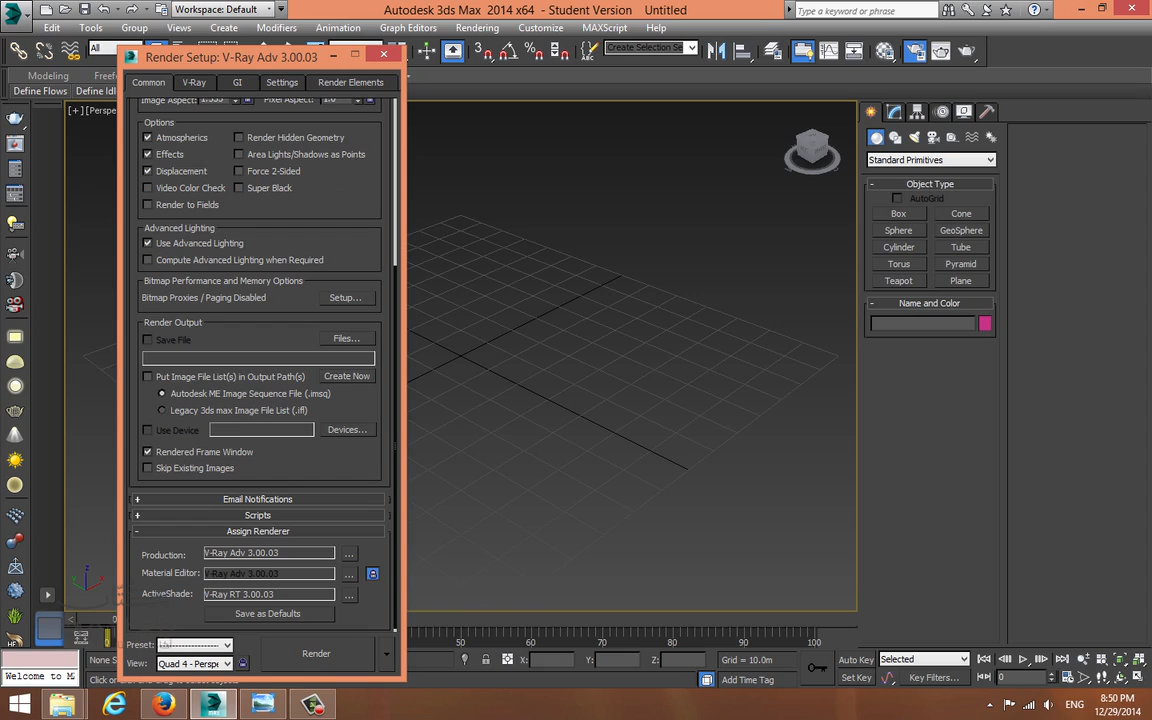 Workspace: Default
Autodesk 3ds Max 2014 x64 - Student Version Untitled
Type a keyword or phrase
Edit Tools Group Views Create Modifiers Animation Graph Editors Rendering Customize MAXScript Help
All
Create Selection Se
Render Setup: V-Ray Adv 3.00.03
Modeling
Define Flows
Common V-Ray GI Settings Render Elements
[+]
Image Aspect: 1.333 Pixel Aspect: 1.0
Options
Atmospherics Render Hidden Geometry
Effects Area Lights/Shadows as Points
Displacement Force 2-Sided
Video Color Check Super Black
Render to Fields
Advanced Lighting
Use Advanced Lighting
Compute Advanced Lighting when Required
Bitmap Performance and Memory Options
Bitmap Proxies / Paging Disabled Setup...
Render Output
Save File Files...
Put Image File List(s) in Output Path(s) Create Now
Autodesk ME Image Sequence File (.imsq)
Legacy 3ds max Image File List (.ifl)
Use Device Devices...
Rendered Frame Window
Skip Existing Images
+ Email Notifications
+ Scripts
- Assign Renderer
Production: V-Ray Adv 3.00.03 ...
Material Editor: V-Ray Adv 3.00.03 ...
ActiveShade: V-Ray RT 3.00.03 ...
Save as Defaults
Preset: --------------------
View: Quad 4 - Perspe
Render
Standard Primitives
- Object Type
AutoGrid
Box Cone
Sphere GeoSphere
Cylinder Tube
Torus Pyramid
Teapot Plane
- Name and Color
z
y
x
50 60 70 80 90 100
None S
X: Y: Z: Grid = 10.0m
Auto Key Selected
Set Key Key Filters... 0
Welcome to M
Add Time Tag
ENG
8:50 PM
12/29/2014